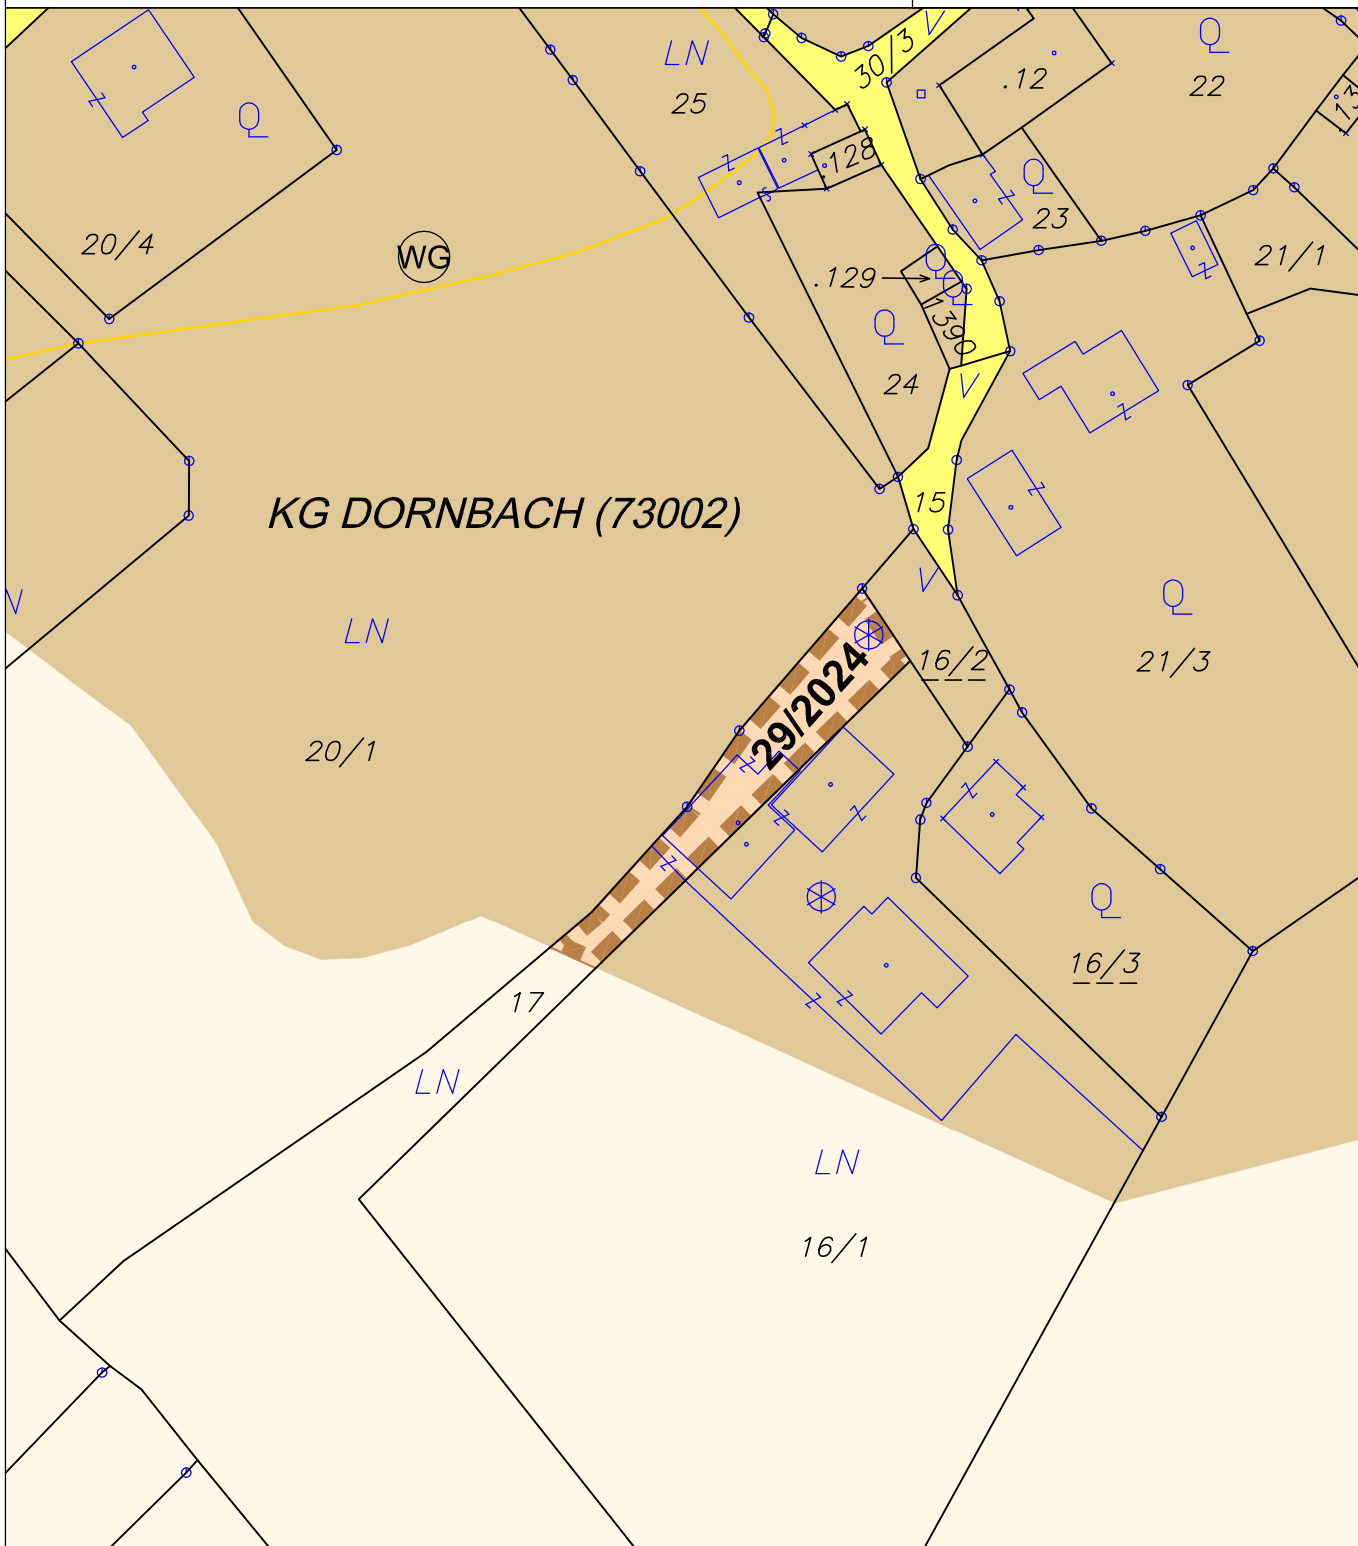 V
30/3
Q
LN
.12
22
25
Q
13
.128
Q
23
20/4
WG
21/1
Q
.129
Q
1390
Q
24
V
KG DORNBACH (73002)
15
V
Q
N
LN
16/2
21/3
29/2024
20/1
Q
16/3
17
LN
LN
16/1